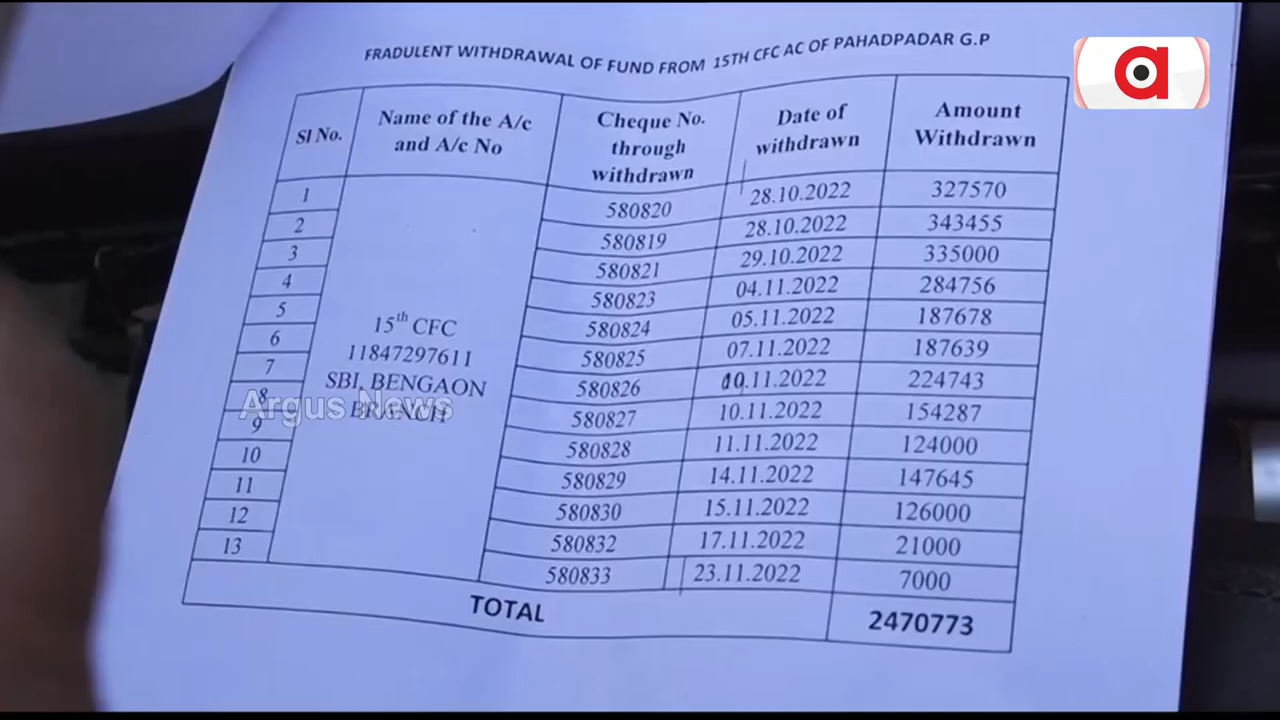 FRADULENT WITHDRAWAL OF FUND FROM 15TH CFC AC OF PAHADPADAR G.P
Sl No. Name of the A/c and A/c No Cheque No. through withdrawn Date of withdrawn Amount Withdrawn
1 580820 28.10.2022 327570
2 580819 28.10.2022 343455
3 580821 29.10.2022 335000
4 580823 04.11.2022 284756
5 580824 05.11.2022 187678
6 580825 07.11.2022 187639
7 580826 10.11.2022 224743
8 580827 10.11.2022 154287
9 580828 11.11.2022 124000
10 580829 14.11.2022 147645
11 580830 15.11.2022 126000
12 580832 17.11.2022 21000
13 580833 23.11.2022 7000
15th CFC
11847297611
SBI, BENGAON
BRANCH
TOTAL 2470773
Argus News
a